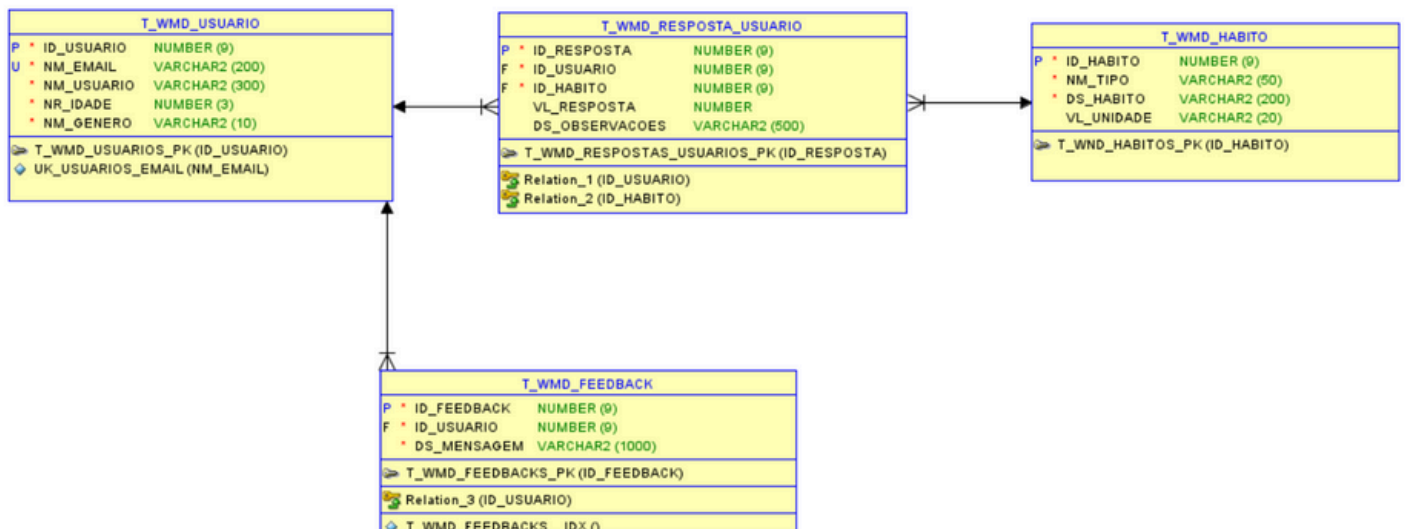 T_WMD_USUARIO
P * ID_USUARIO NUMBER (9)
U * NM_EMAIL VARCHAR2 (200)
* NM_USUARIO VARCHAR2 (300)
* NR_IDADE NUMBER (3)
* NM_GENERO VARCHAR2 (10)
T_WMD_USUARIOS_PK (ID_USUARIO)
UK_USUARIOS_EMAIL (NM_EMAIL)
T_WMD_RESPOSTA_USUARIO
P * ID_RESPOSTA NUMBER (9)
F * ID_USUARIO NUMBER (9)
F * ID_HABITO NUMBER (9)
VL_RESPOSTA NUMBER
DS_OBSERVACOES VARCHAR2 (500)
T_WMD_RESPOSTAS_USUARIOS_PK (ID_RESPOSTA)
Relation_1 (ID_USUARIO)
Relation_2 (ID_HABITO)
T_WMD_HABITO
P * ID_HABITO NUMBER (9)
* NM_TIPO VARCHAR2 (50)
* DS_HABITO VARCHAR2 (200)
VL_UNIDADE VARCHAR2 (20)
T_WND_HABITOS_PK (ID_HABITO)
T_WMD_FEEDBACK
P * ID_FEEDBACK NUMBER (9)
F * ID_USUARIO NUMBER (9)
* DS_MENSAGEM VARCHAR2 (1000)
T_WMD_FEEDBACKS_PK (ID_FEEDBACK)
Relation_3 (ID_USUARIO)
T_WMD_FEEDBACKS__IDX ()